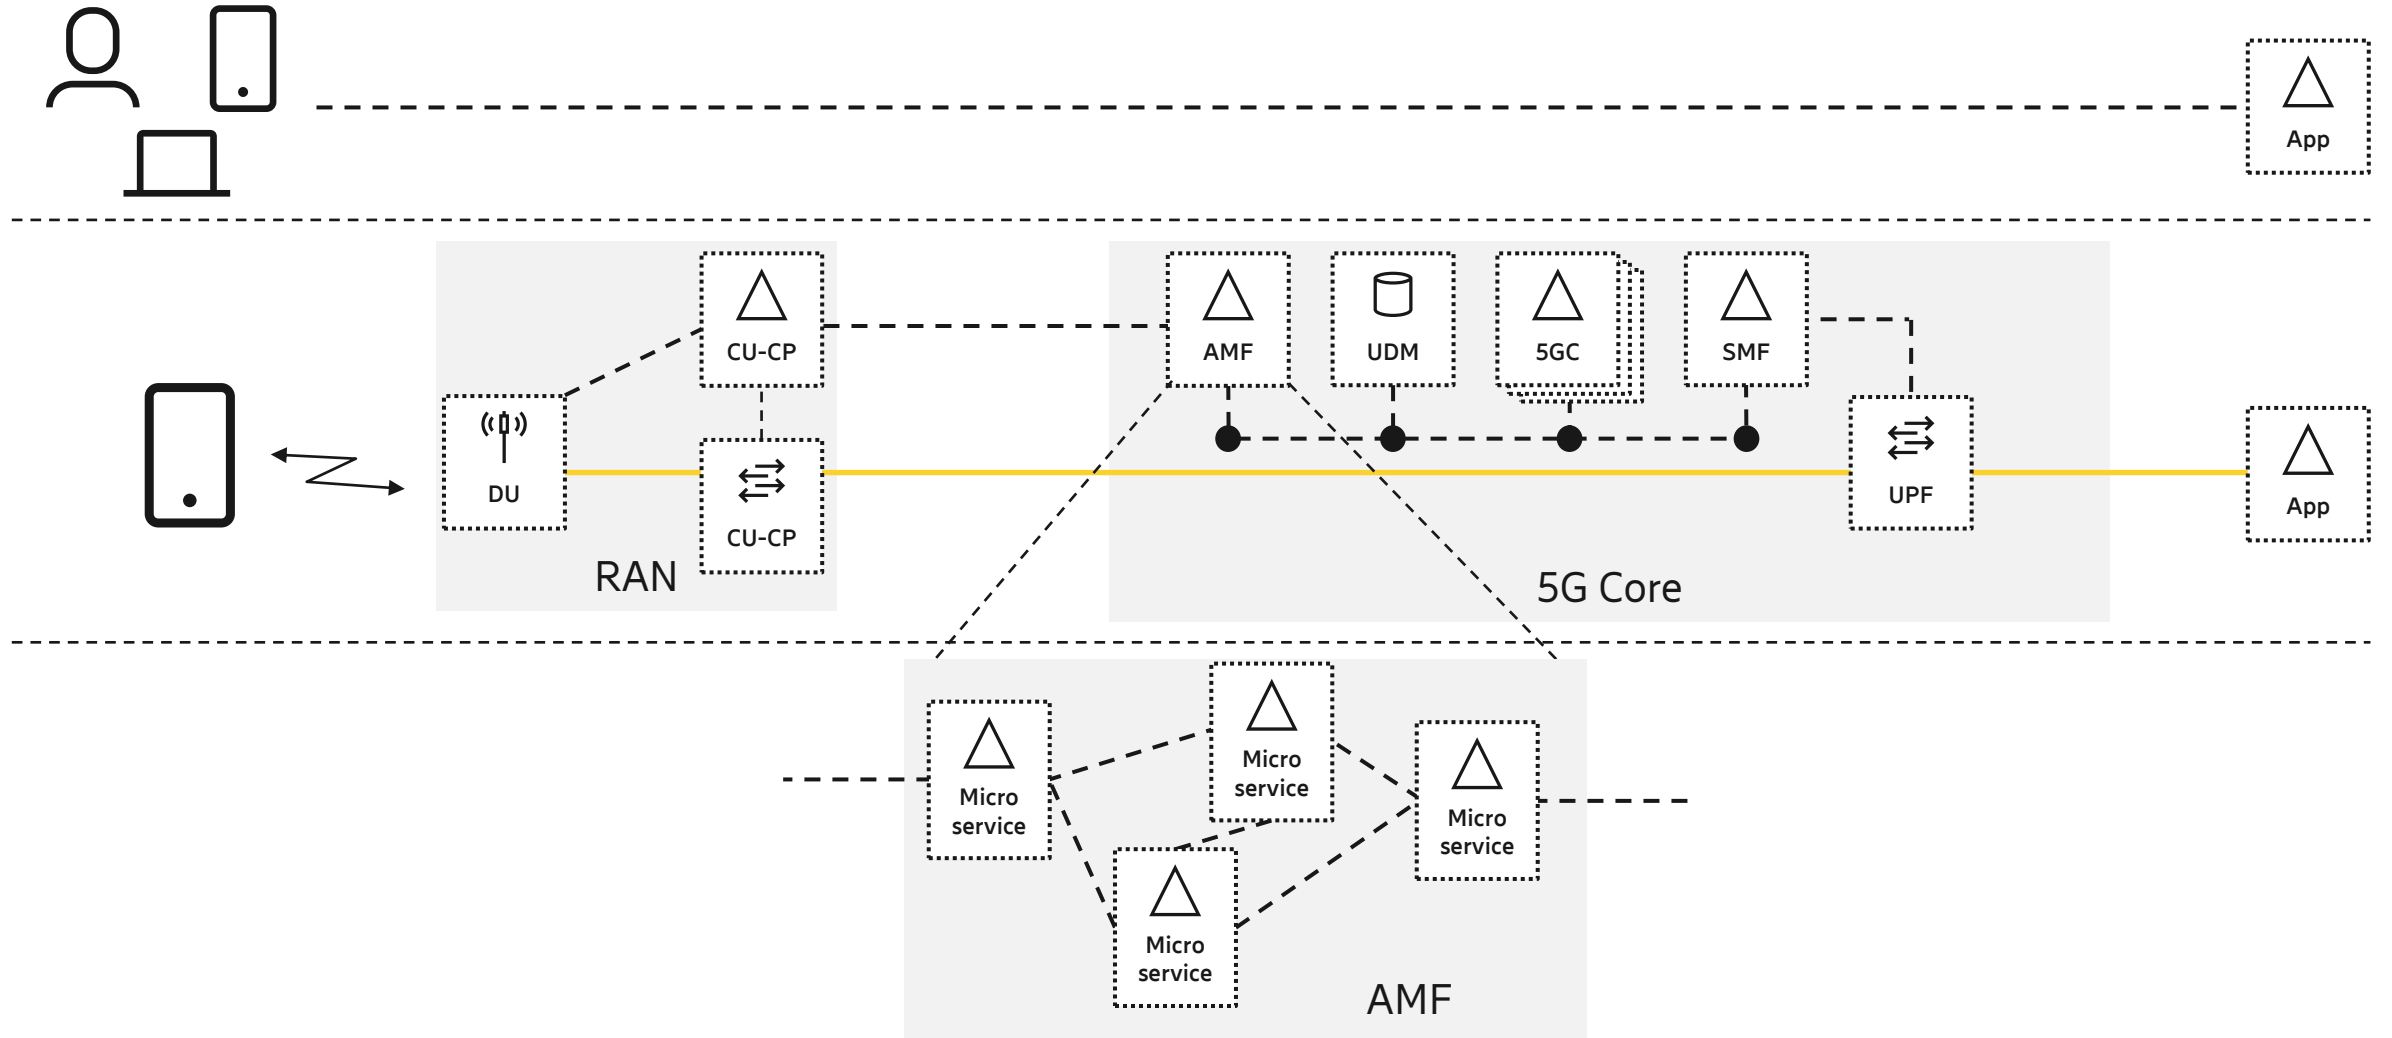 App
CU-CP
AMF
UDM
5GC
SMF
DU
CU-CP
UPF
App
RAN
5G Core
Micro
service
Micro
service
Micro
service
Micro
service
AMF